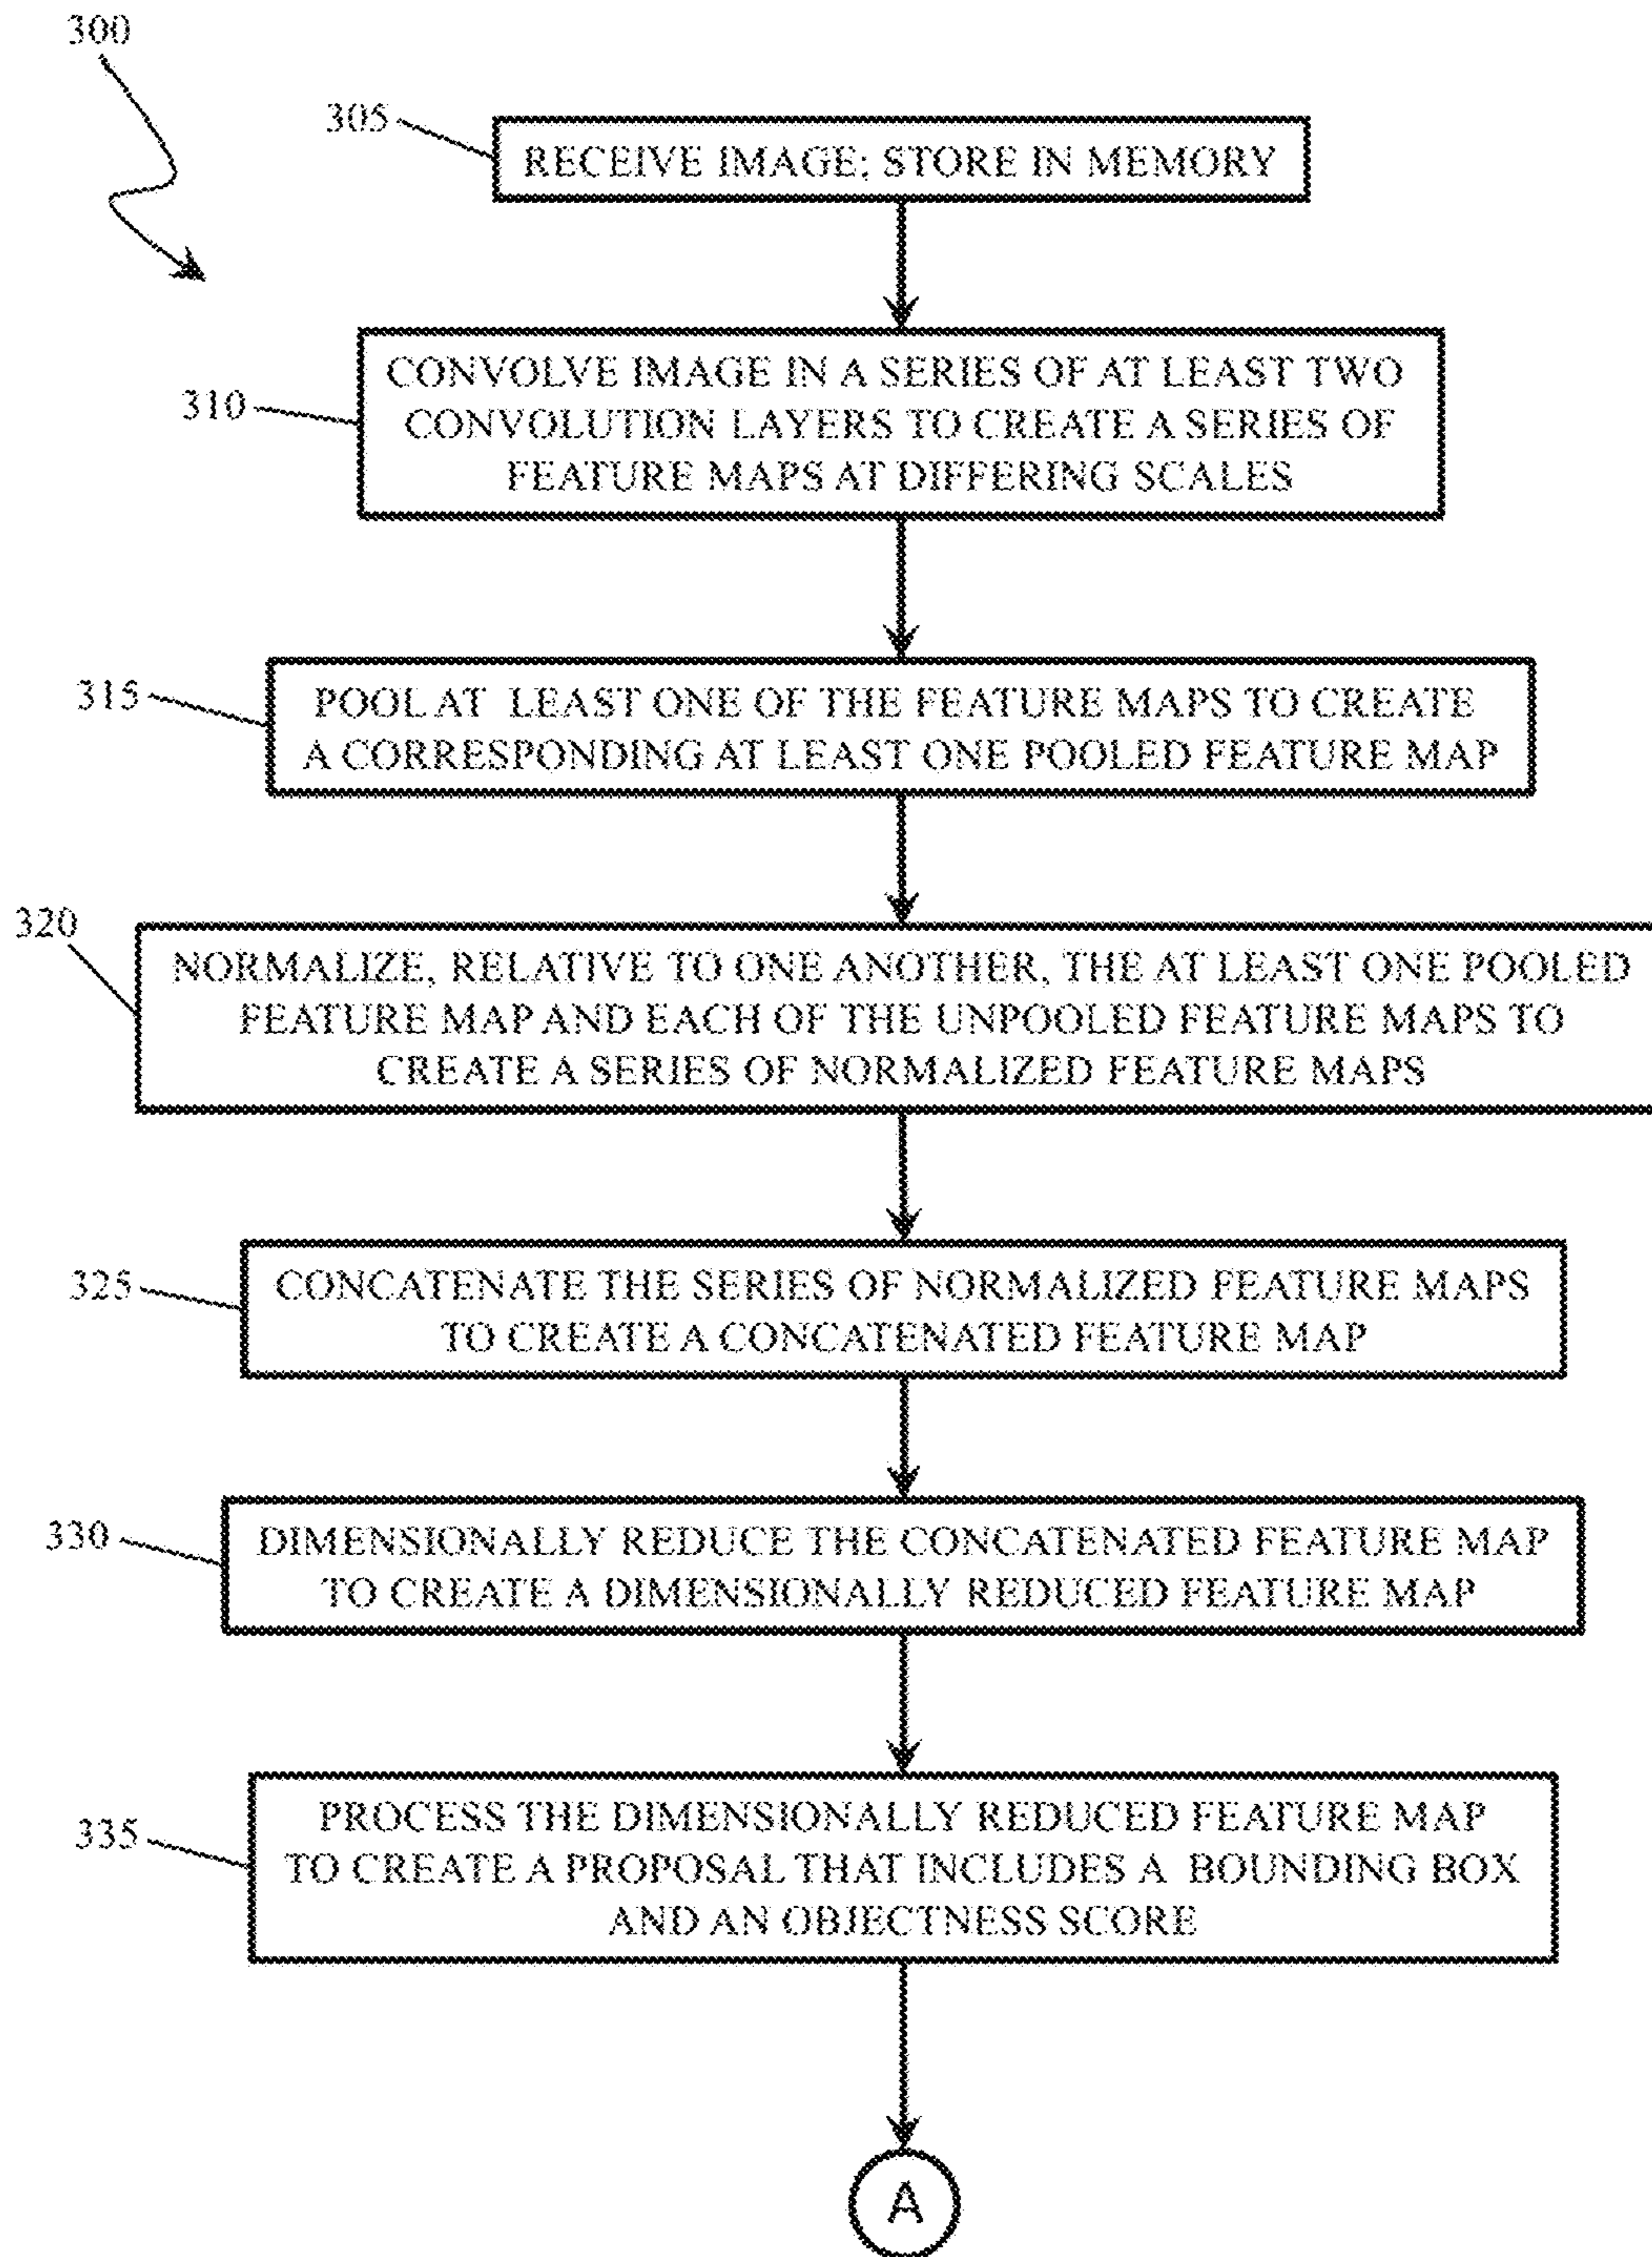 300
305
RECEIVE IMAGE; STORE IN MEMORY
310
CONVOLVE IMAGE IN A SERIES OF AT LEAST TWO
CONVOLUTION LAYERS TO CREATE A SERIES OF
FEATURE MAPS AT DIFFERING SCALES
315
POOL AT LEAST ONE OF THE FEATURE MAPS TO CREATE
A CORRESPONDING AT LEAST ONE POOLED FEATURE MAP
320
NORMALIZE, RELATIVE TO ONE ANOTHER, THE AT LEAST ONE POOLED
FEATURE MAP AND EACH OF THE UNPOOLED FEATURE MAPS TO
CREATE A SERIES OF NORMALIZED FEATURE MAPS
325
CONCATENATE THE SERIES OF NORMALIZED FEATURE MAPS
TO CREATE A CONCATENATED FEATURE MAP
330
DIMENSIONALLY REDUCE THE CONCATENATED FEATURE MAP
TO CREATE A DIMENSIONALLY REDUCED FEATURE MAP
335
PROCESS THE DIMENSIONALLY REDUCED FEATURE MAP
TO CREATE A PROPOSAL THAT INCLUDES A BOUNDING BOX
AND AN OBJECTNESS SCORE
A